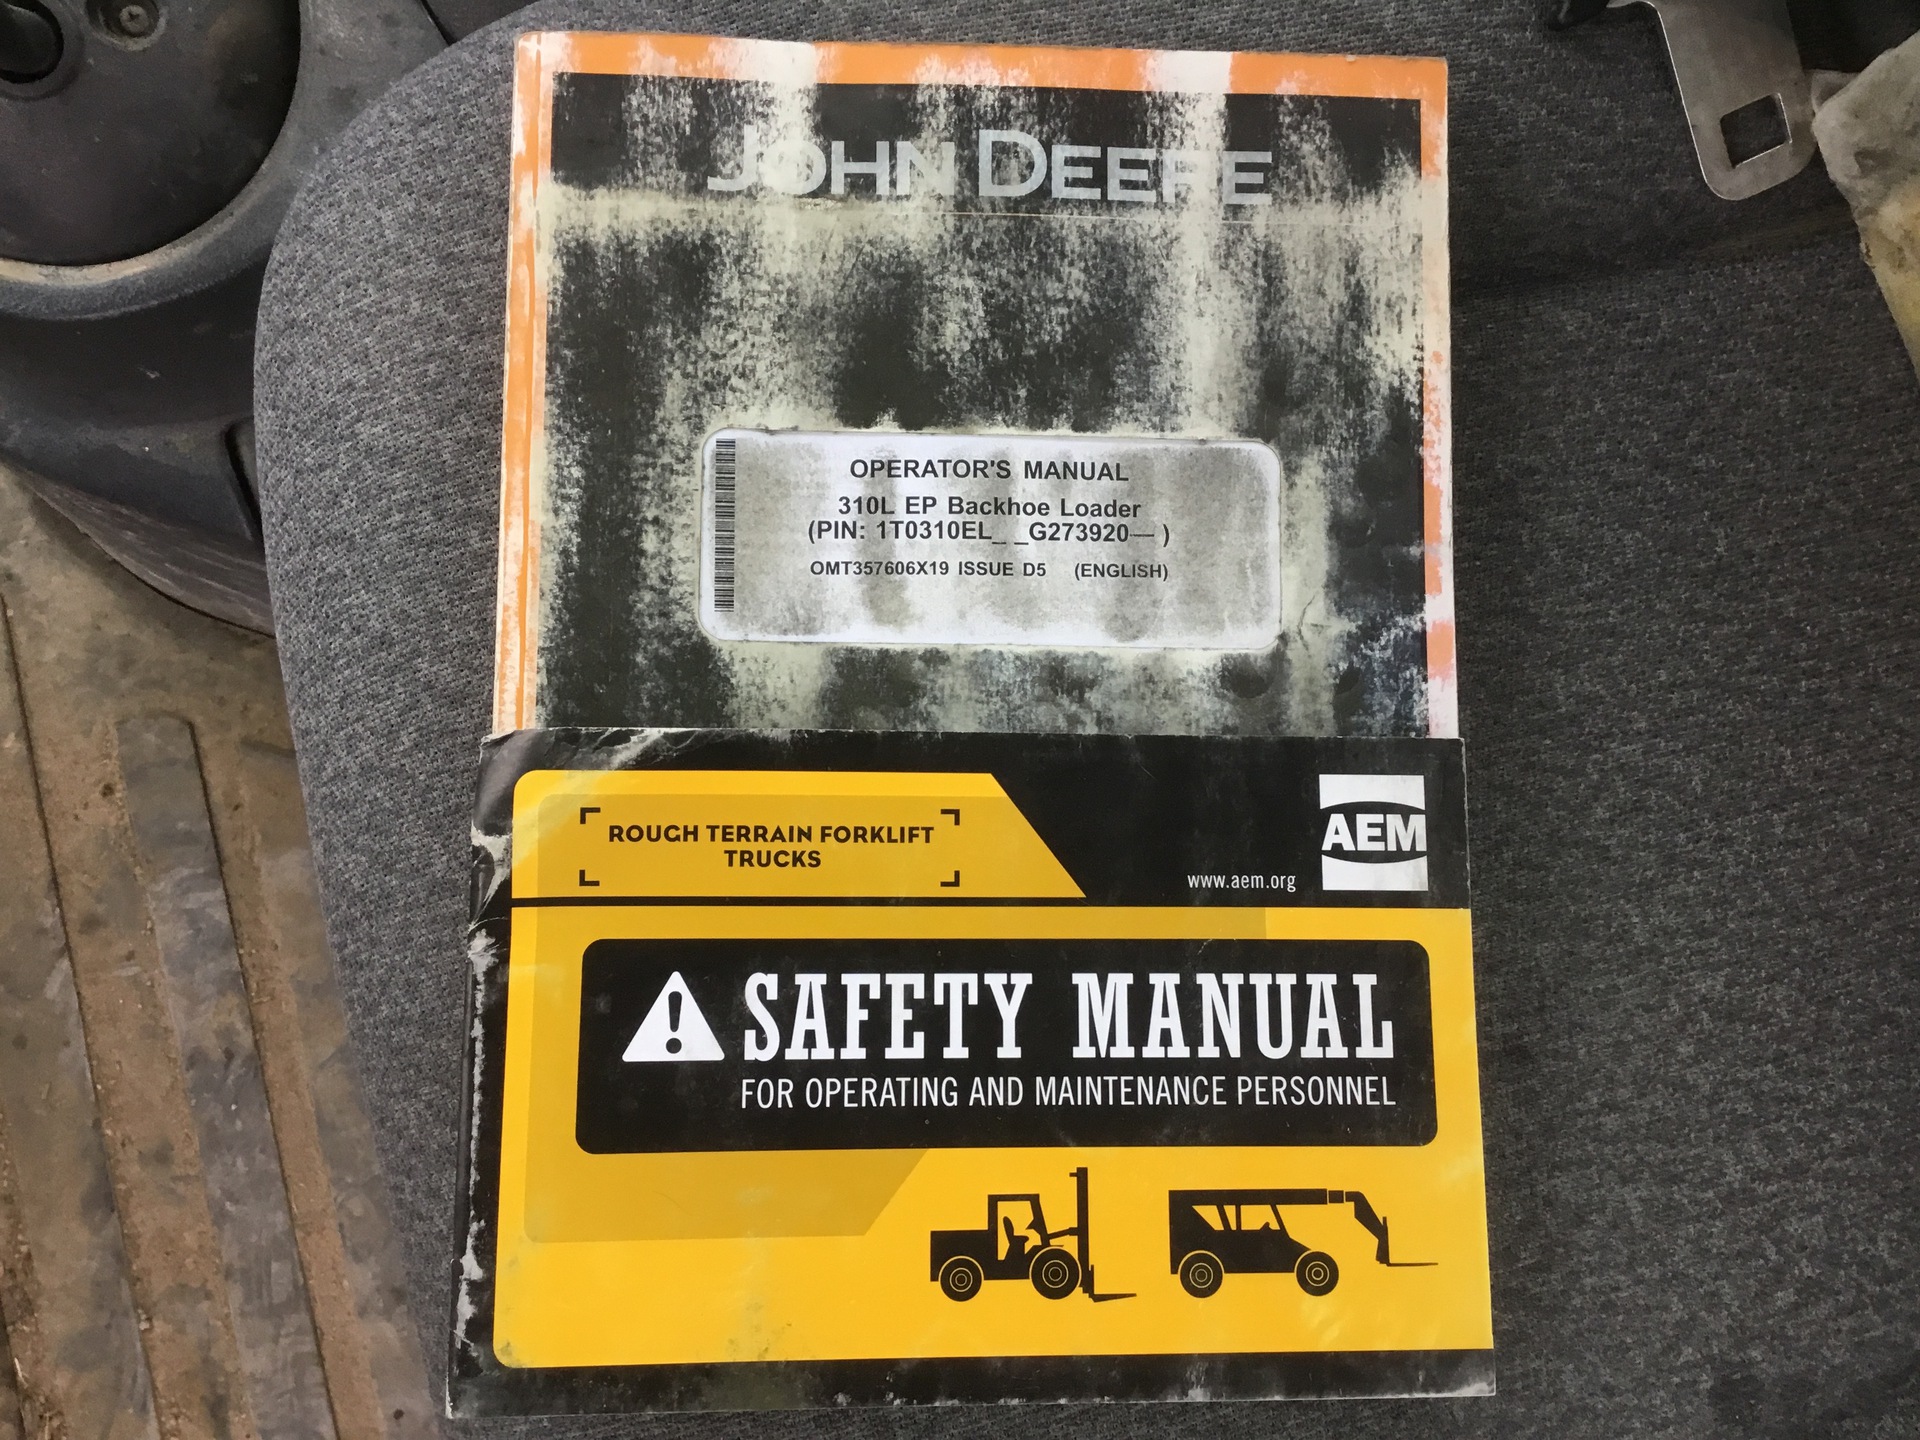 JOHN DEERE
OPERATOR'S MANUAL
310L EP Backhoe Loader
(PIN: 1T0310EL_ _G273920— )
OMT357606X19 ISSUE D5 (ENGLISH)
ROUGH TERRAIN FORKLIFT
TRUCKS
AEM
www.aem.org
SAFETY MANUAL
FOR OPERATING AND MAINTENANCE PERSONNEL